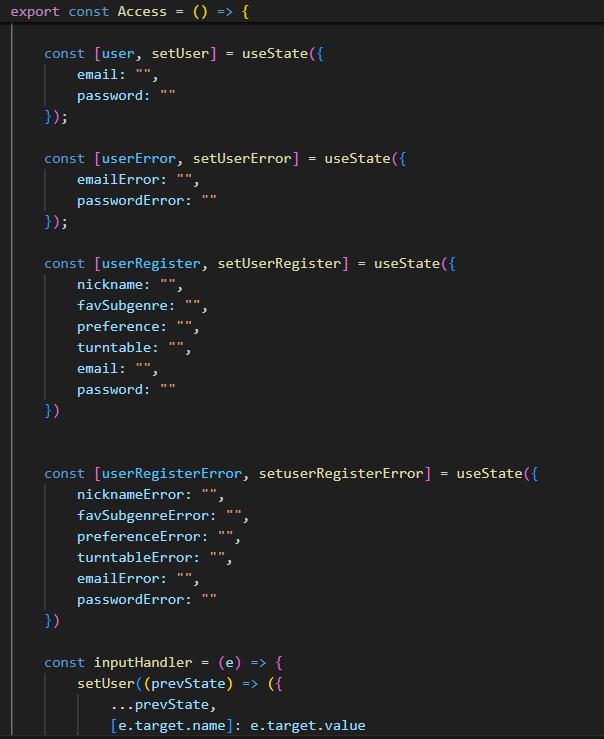 export const Access = () => {
const [user, setUser] = useState({
email: "",
password: ""
});
const [userError, setUserError] = useState({
emailError: "",
passwordError: ""
});
const [userRegister, setUserRegister] = useState({
nickname: "",
favSubgenre: "",
preference: "",
turntable: "",
email: "",
password: ""
})
const [userRegisterError, setuserRegisterError] = useState({
nicknameError: "",
favSubgenreError: "",
preferenceError: "",
turntableError: "",
emailError: "",
passwordError: ""
})
const inputHandler = (e) => {
setUser((prevState) => ({
...prevState,
[e.target.name]: e.target.value